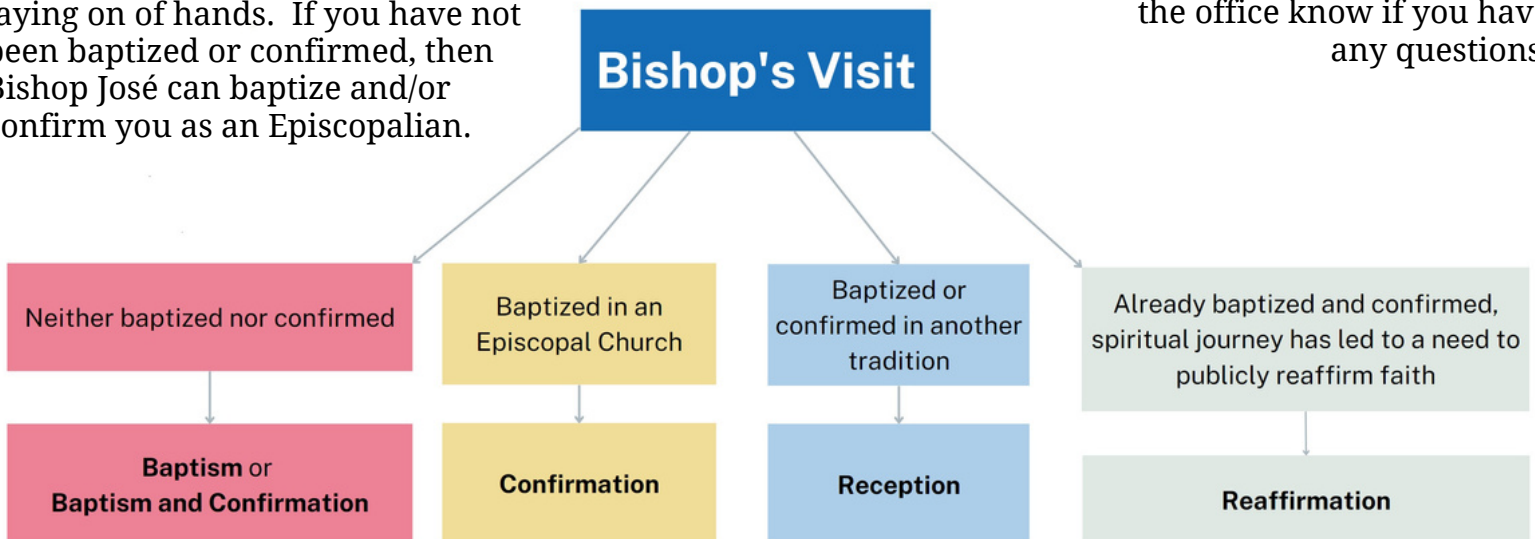 aying on of hands. If you have not
been baptized or confirmed, then
Bishop José can baptize and/or
onfirm you as an Episcopalian.
the office know if you hav
any questions
Bishop's Visit
Neither baptized nor confirmed
Baptized in an
Episcopal Church
Baptized or
confirmed in another
tradition
Already baptized and confirmed,
spiritual journey has led to a need to
publicly reaffirm faith
Baptism or
Baptism and Confirmation
Confirmation
Reception
Reaffirmation